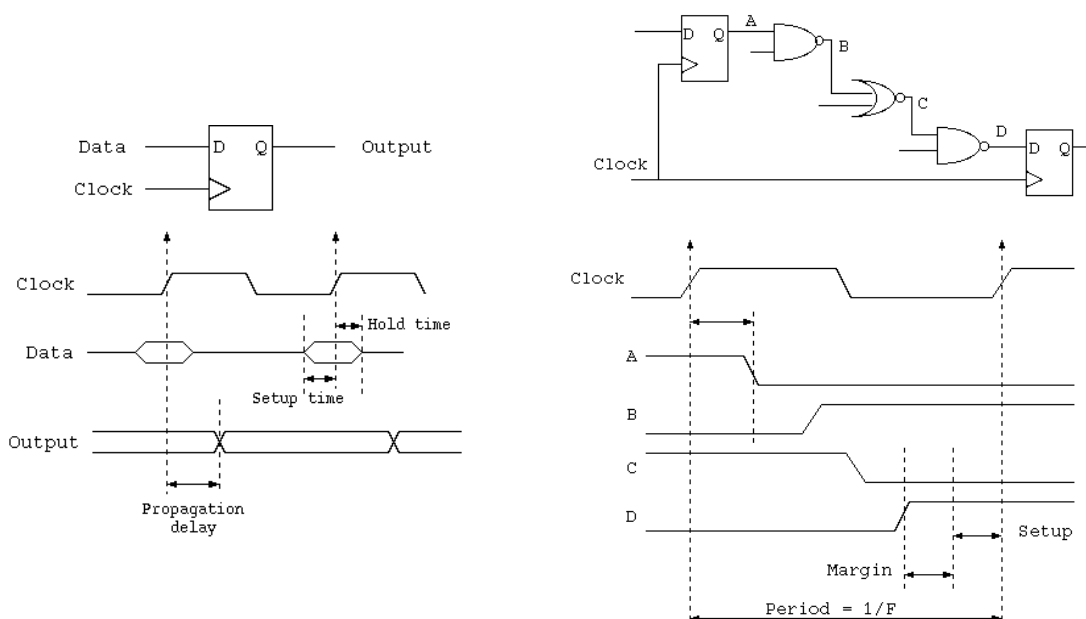 D Q
Data
Output
Clock
Clock
Hold time
Data
Setup time
Output
Propagation
delay
A
D Q
B
C
D
D Q
Clock
Clock
A
B
C
D
Setup
Margin
Period = 1/F